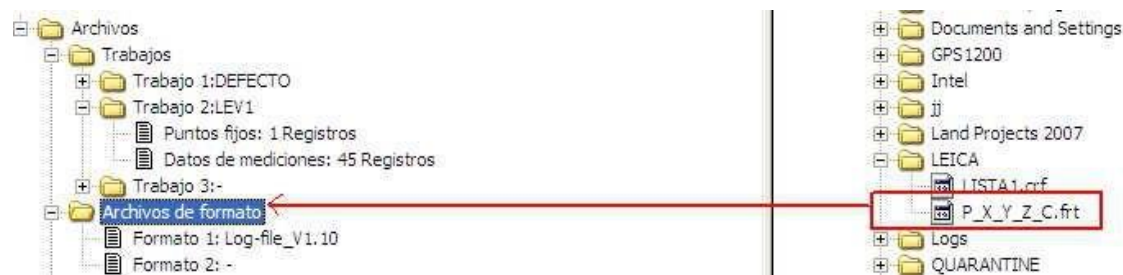 Archivos
Trabajos
Trabajo 1:DEFECTO
Trabajo 2:LEV1
Puntos fijos: 1 Registros
Datos de mediciones: 45 Registros
Trabajo 3:-
Archivos de formato
Formato 1: Log-file_V1.10
Formato 2: -
Documents and Settings
GPS1200
Intel
jj
Land Projects 2007
LEICA
LISTA1.crf
P_X_Y_Z_C.frt
Logs
QUARANTINE